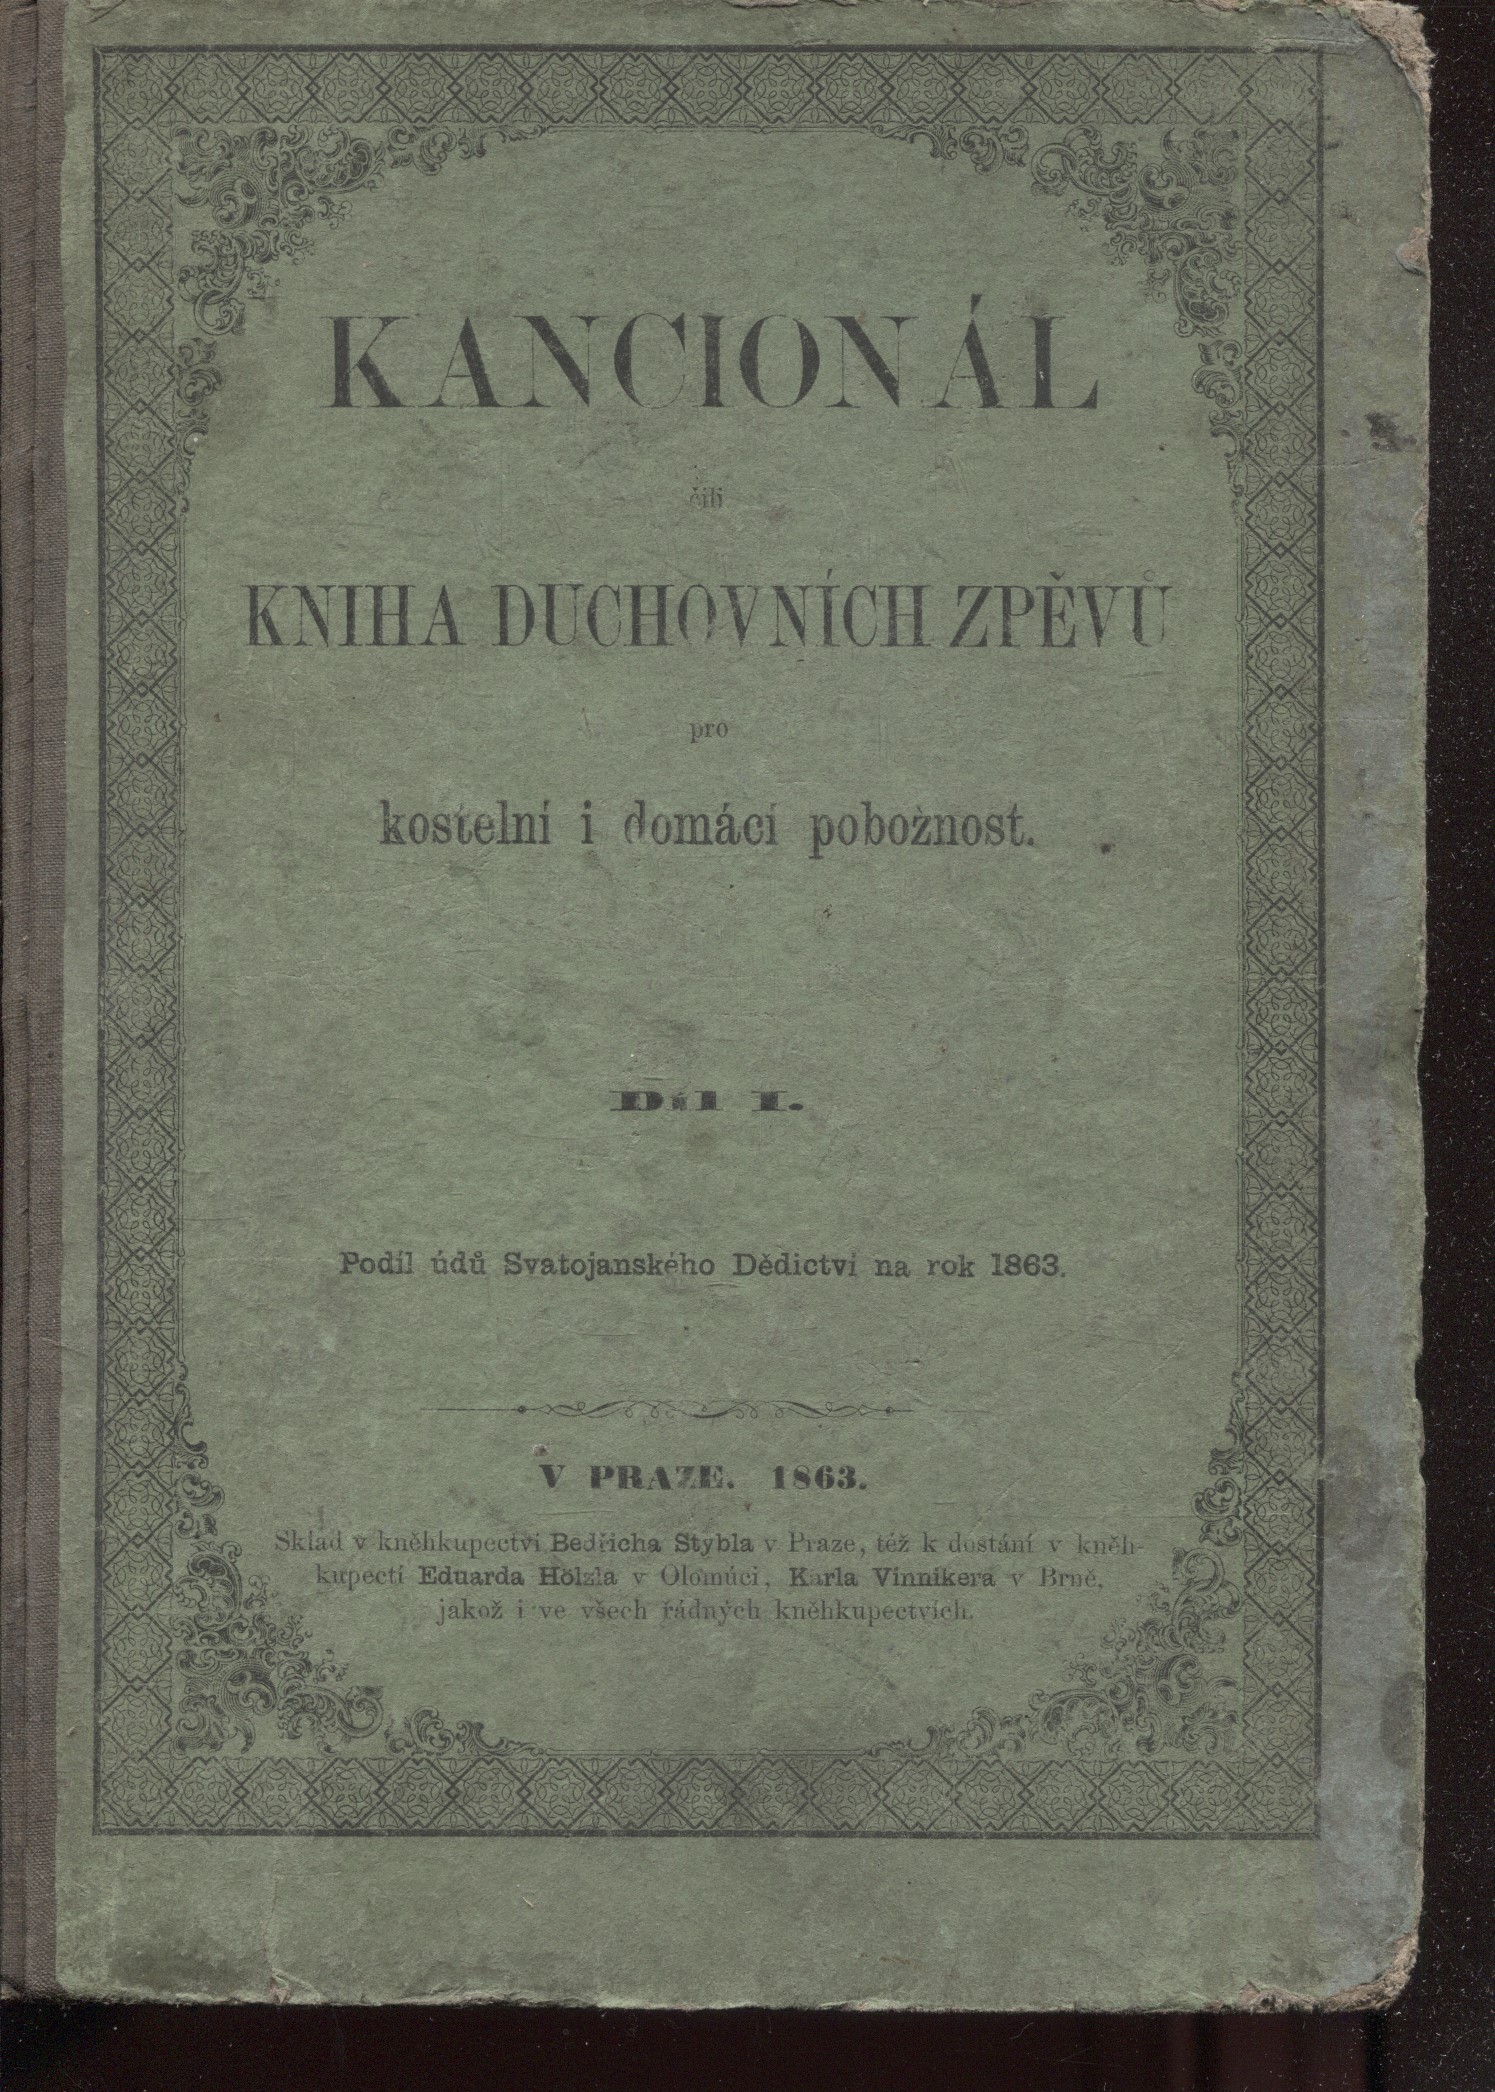 KANCIONÁL
čili
KNIHA DUCHOVNÍCH ZPĚVŮ
pro
kostelní i domácí pobožnost.
Díl I.
Podíl údů Svatojanského Dědictví na rok 1863.
V PRAZE. 1863.
Sklad v kněhkupectví Bedřicha Stýbla v Praze, též k dostání v kněh-
kupectí Eduarda Hölzla v Olomúci, Karla Vinnikera v Brně,
jakož i ve všech řádných kněhkupectvích.